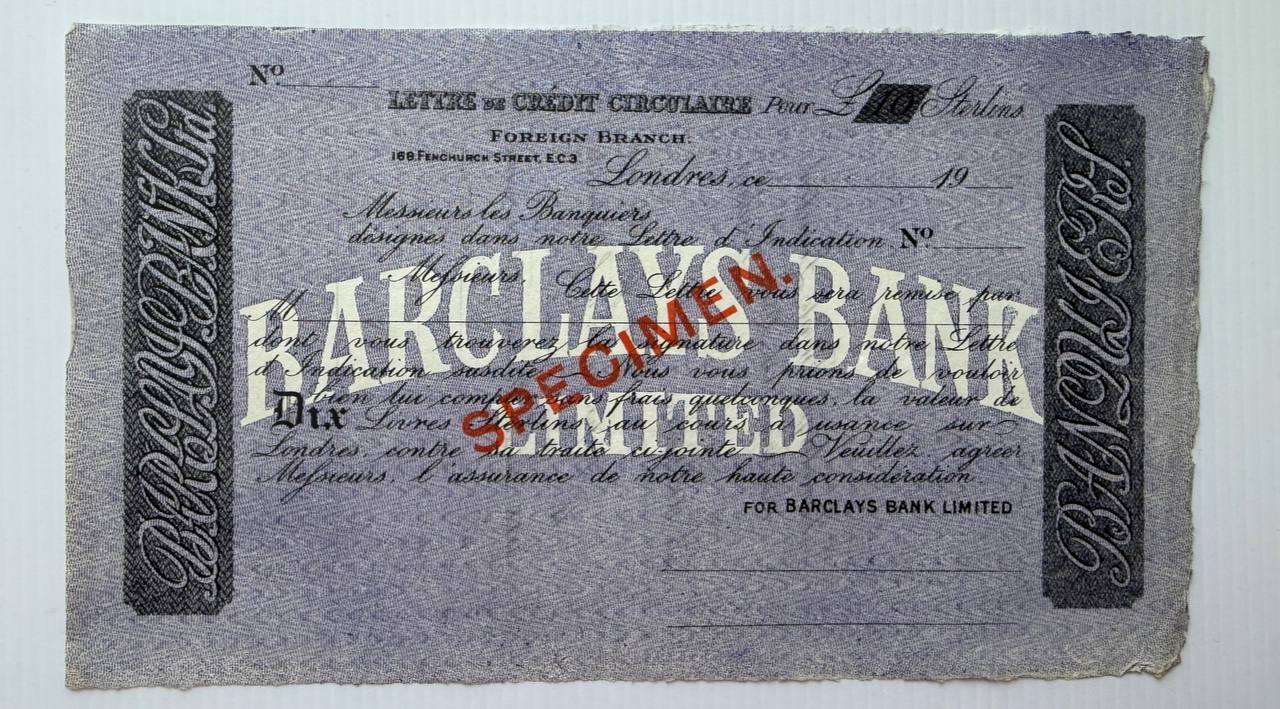 No.
LETTRE DE CRÉDIT CIRCULAIRE Pour £10 Sterlins.
FOREIGN BRANCH.
168, FENCHURCH STREET, E.C.3
Londres, ce 19
Messieurs les Banquiers
désignés dans notre Lettre d'Indication No.
Messieurs, Cette Lettre vous sera remise par
M
dont vous trouverez la signature dans notre Lettre
d'Indication susdite. Nous vous prions de vouloir
bien lui compter sans frais quelconques, la valeur de
Dix Livres Sterlins, au cours d'usance sur
Londres, contre sa traite ci-jointe. Veuillez agréer
Messieurs, l'assurance de notre haute considération.
FOR BARCLAYS BANK LIMITED
BARCLAYS BANK Ltd
BANQUIERS.
BARCLAYS BANK
LIMITED
SPECIMEN.